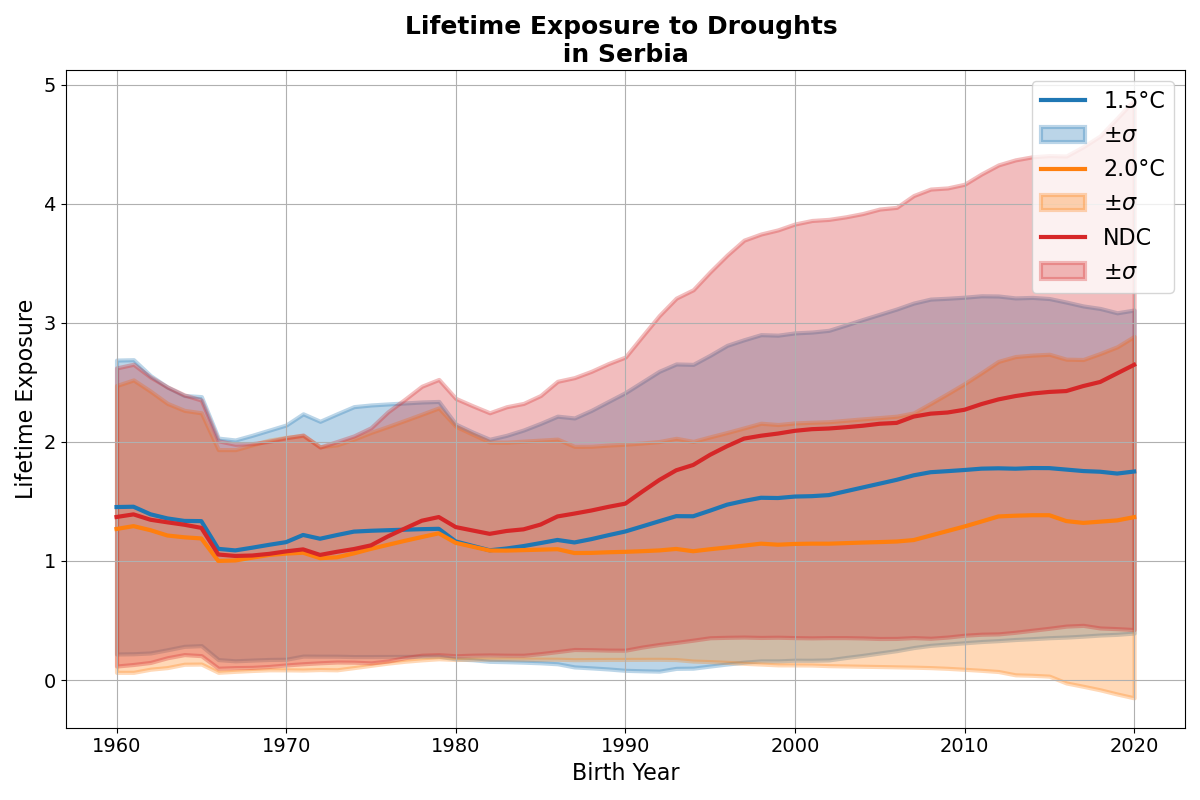 Lifetime Exposure to Droughts
in Serbia
5
4
3
2
1
0
Lifetime Exposure
1960
1970
1980
1990
2000
2010
2020
Birth Year
1.5°C
±σ
2.0°C
±σ
NDC
±σ